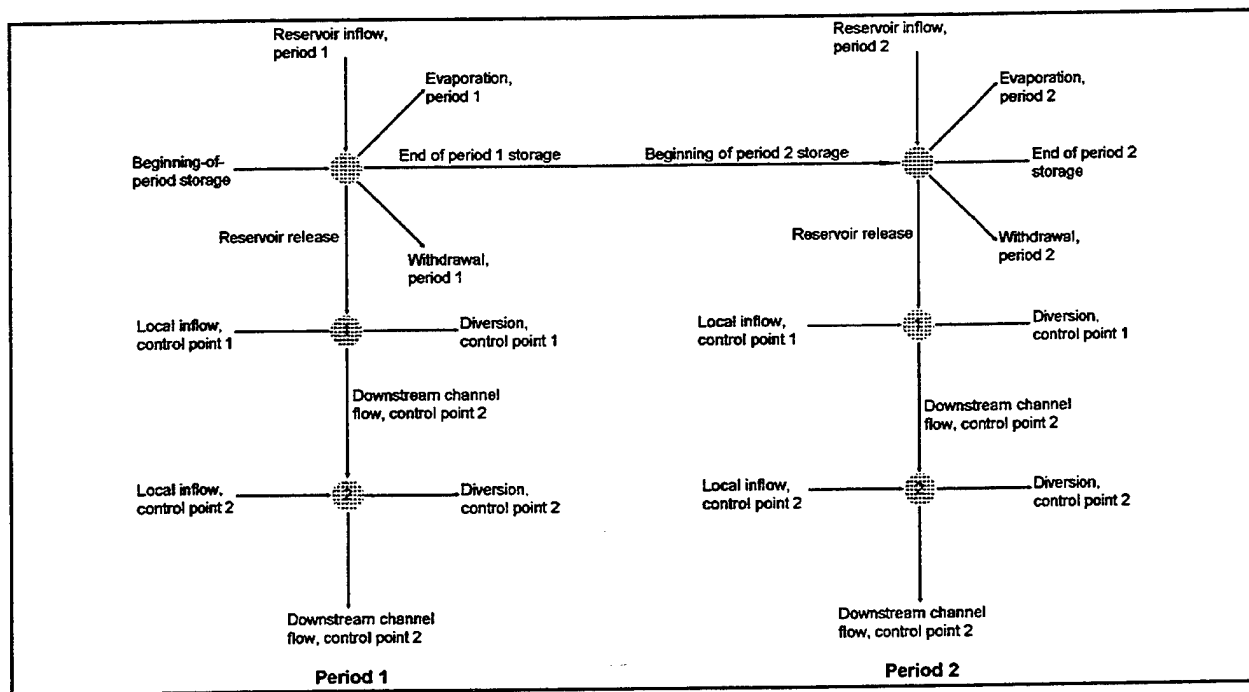 Reservoir inflow,
period 1
Evaporation,
period 1
Beginning-of-
period storage
End of period 1 storage
Reservoir release
Withdrawal,
period 1
Local inflow,
control point 1
1
Diversion,
control point 1
Downstream channel
flow, control point 2
Local inflow,
control point 2
2
Diversion,
control point 2
Downstream channel
flow, control point 2
Period 1
Reservoir inflow,
period 2
Evaporation,
period 2
Beginning of period 2 storage
End of period 2
storage
Reservoir release
Withdrawal,
period 2
Local inflow,
control point 1
1
Diversion,
control point 1
Downstream channel
flow, control point 2
Local inflow,
control point 2
2
Diversion,
control point 2
Downstream channel
flow, control point 2
Period 2